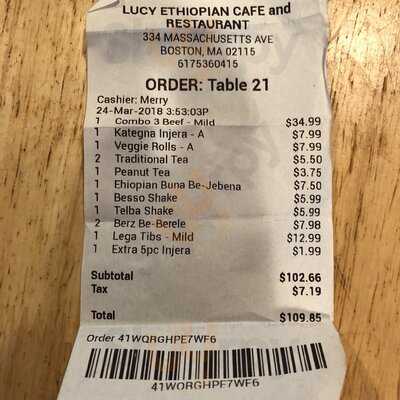 LUCY ETHIOPIAN CAFE and
RESTAURANT
334 MASSACHUSETTS AVE
BOSTON, MA 02115
6175360415
ORDER: Table 21
Cashier: Merry
24-Mar-2018 3:53:03P
1 Combo 3 Beef - Mild $34.99
1 Kategna Injera - A $7.99
1 Veggie Rolls - A $7.99
2 Traditional Tea $5.50
1 Peanut Tea $3.75
1 Ehiopian Buna Be-Jebena $7.50
1 Besso Shake $5.99
1 Telba Shake $5.99
2 Berz Be-Berele $7.98
1 Lega Tibs - Mild $12.99
1 Extra 5pc Injera $1.99
Subtotal $102.66
Tax $7.19
Total $109.85
Order 41WQRGHPE7WF6
41WQRGHPE7WF6